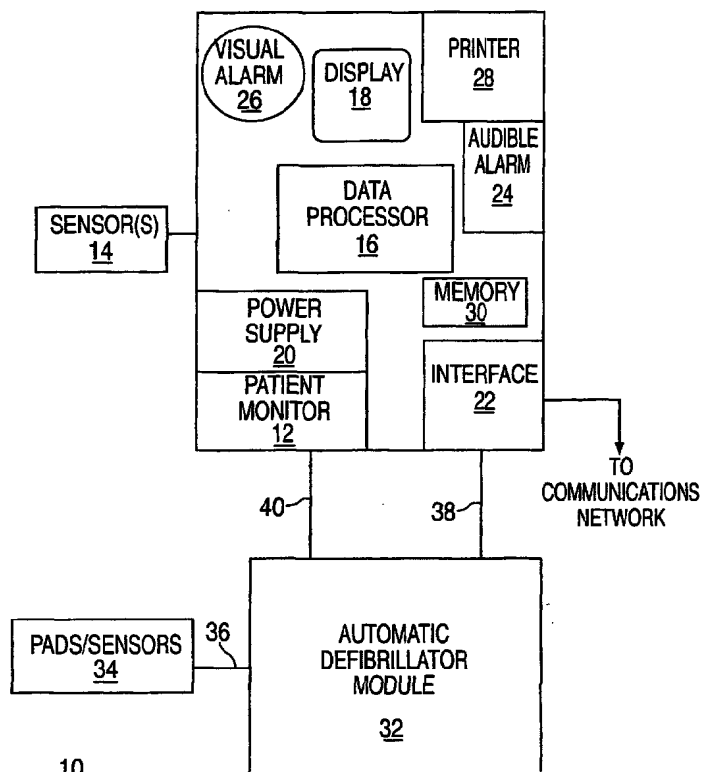 VISUAL
ALARM
26
DISPLAY
18
PRINTER
28
AUDIBLE
ALARM
24
DATA
PROCESSOR
16
SENSOR(S)
14
MEMORY
30
POWER
SUPPLY
20
PATIENT
MONITOR
12
INTERFACE
22
TO
COMMUNICATIONS
NETWORK
40
38
PADS/SENSORS
34
36
AUTOMATIC
DEFIBRILLATOR
MODULE
32
10